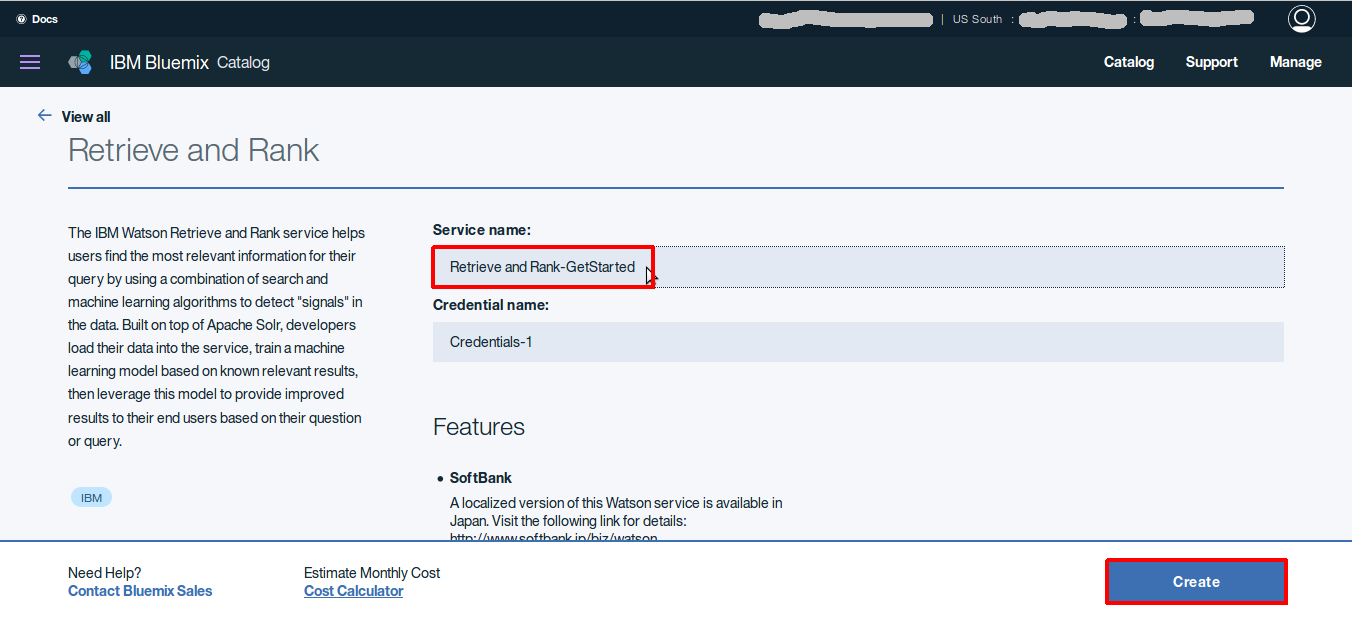 Docs
| US South : :
IBM Bluemix Catalog
Catalog Support Manage
View all
Retrieve and Rank
The IBM Watson Retrieve and Rank service helps
users find the most relevant information for their
query by using a combination of search and
machine learning algorithms to detect "signals" in
the data. Built on top of Apache Solr, developers
load their data into the service, train a machine
learning model based on known relevant results,
then leverage this model to provide improved
results to their end users based on their question
or query.
IBM
Service name:
Retrieve and Rank-GetStarted
Credential name:
Credentials-1
Features
• SoftBank
A localized version of this Watson service is available in
Japan. Visit the following link for details:
http://www.softbank.jp/biz/watson
Need Help?
Contact Bluemix Sales
Estimate Monthly Cost
Cost Calculator
Create